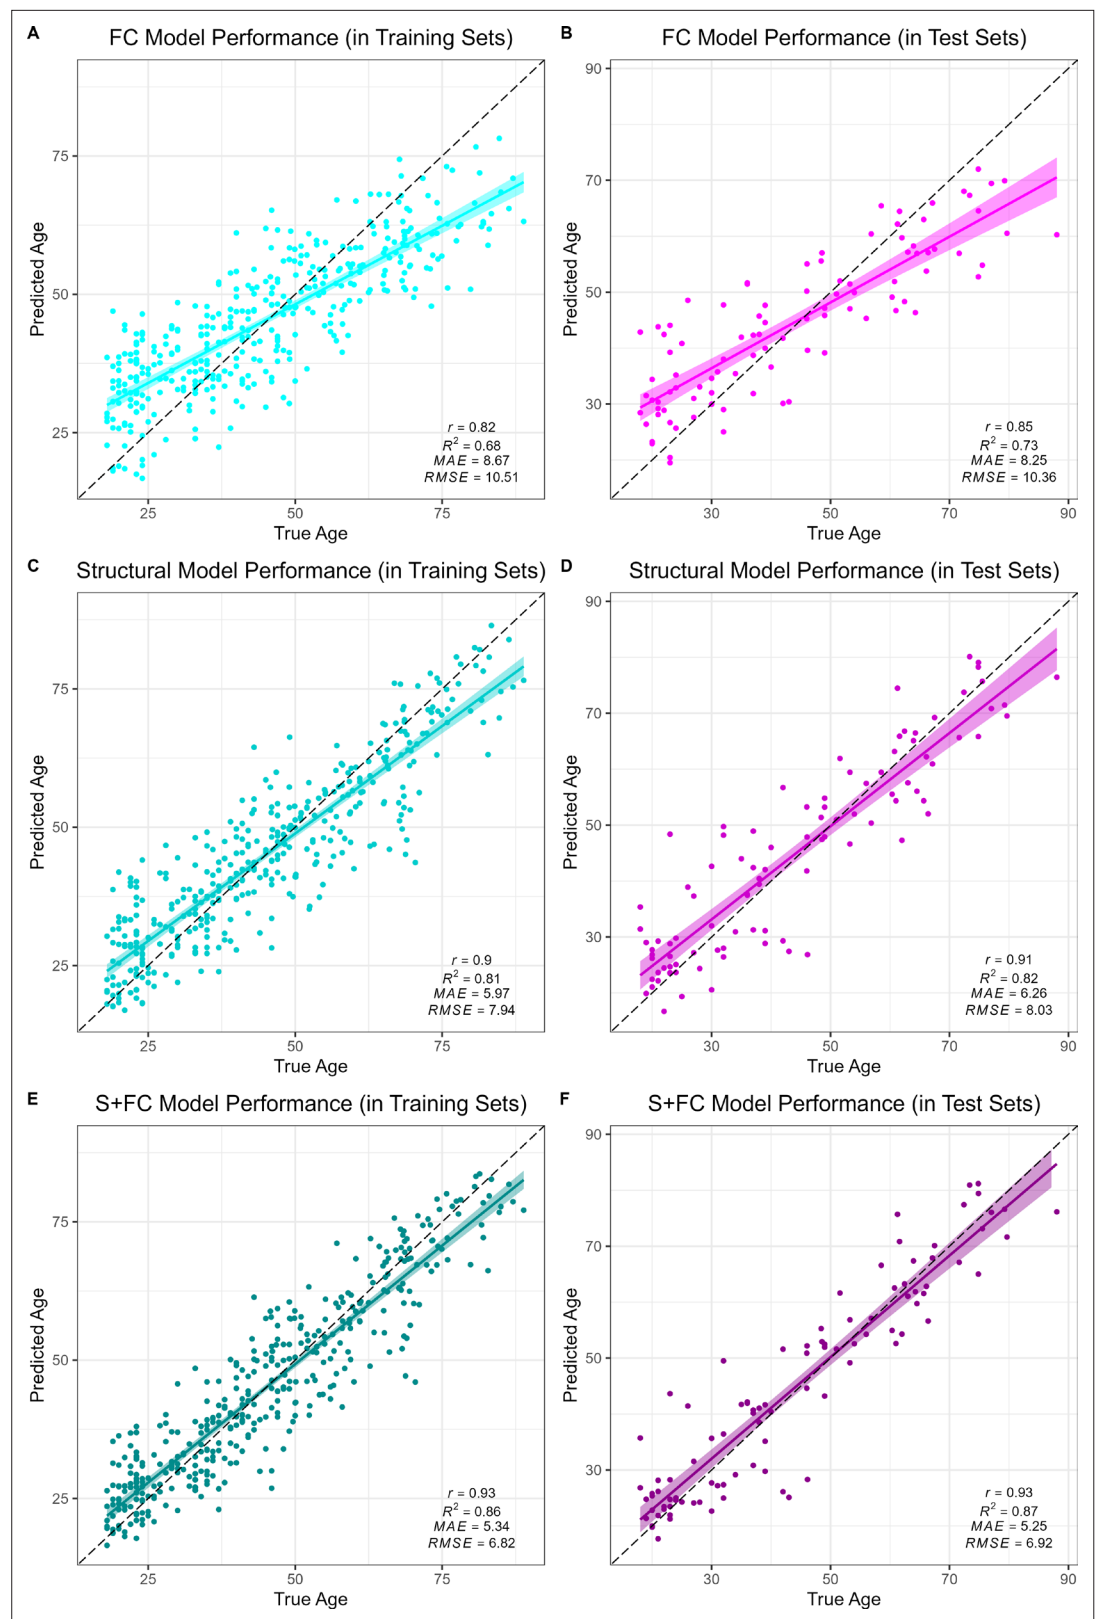 A
FC Model Performance (in Training Sets)
75
50
25
Predicted Age
r = 0.82
R² = 0.68
MAE = 8.67
RMSE = 10.51
25 50 75
True Age
B
FC Model Performance (in Test Sets)
90
70
50
30
Predicted Age
r = 0.85
R² = 0.73
MAE = 8.25
RMSE = 10.36
30 50 70 90
True Age
C
Structural Model Performance (in Training Sets)
75
50
25
Predicted Age
r = 0.9
R² = 0.81
MAE = 5.97
RMSE = 7.94
25 50 75
True Age
D
Structural Model Performance (in Test Sets)
90
70
50
30
Predicted Age
r = 0.91
R² = 0.82
MAE = 6.26
RMSE = 8.03
30 50 70 90
True Age
E
S+FC Model Performance (in Training Sets)
75
50
25
Predicted Age
r = 0.93
R² = 0.86
MAE = 5.34
RMSE = 6.82
25 50 75
True Age
F
S+FC Model Performance (in Test Sets)
90
70
50
30
Predicted Age
r = 0.93
R² = 0.87
MAE = 5.25
RMSE = 6.92
30 50 70 90
True Age